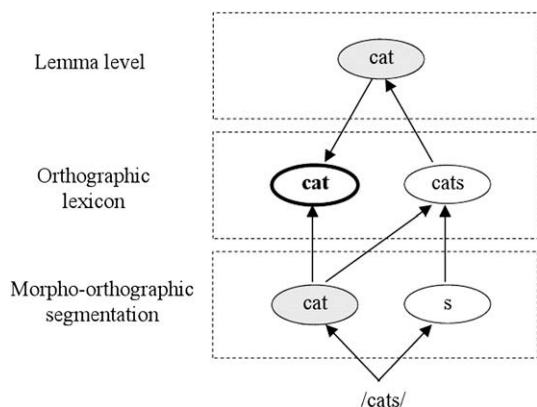 Lemma level
cat
Orthographic
lexicon
cat
cats
Morpho-orthographic
segmentation
cat
s
/cats/